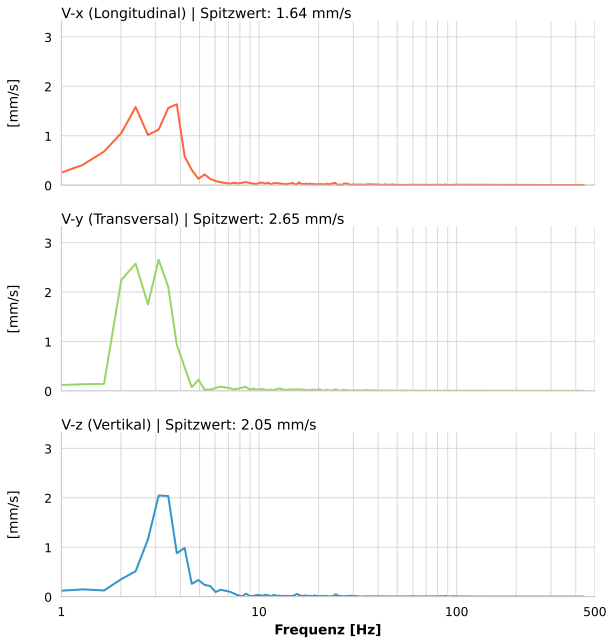 V-x (Longitudinal) | Spitzwert: 1.64 mm/s
3
2
1
0
[mm/s]
V-y (Transversal) | Spitzwert: 2.65 mm/s
3
2
1
0
[mm/s]
V-z (Vertikal) | Spitzwert: 2.05 mm/s
3
2
1
0
[mm/s]
1 10 100 500
Frequenz [Hz]